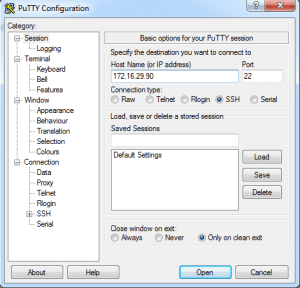 PuTTY Configuration
Category:
Session
Logging
Terminal
Keyboard
Bell
Features
Window
Appearance
Behaviour
Translation
Selection
Colours
Connection
Data
Proxy
Telnet
Rlogin
SSH
Serial
Basic options for your PuTTY session
Specify the destination you want to connect to
Host Name (or IP address) Port
172.16.29.90 22
Connection type:
Raw Telnet Rlogin SSH Serial
Load, save or delete a stored session
Saved Sessions
Default Settings
Load
Save
Delete
Close window on exit:
Always Never Only on clean exit
About Help Open Cancel